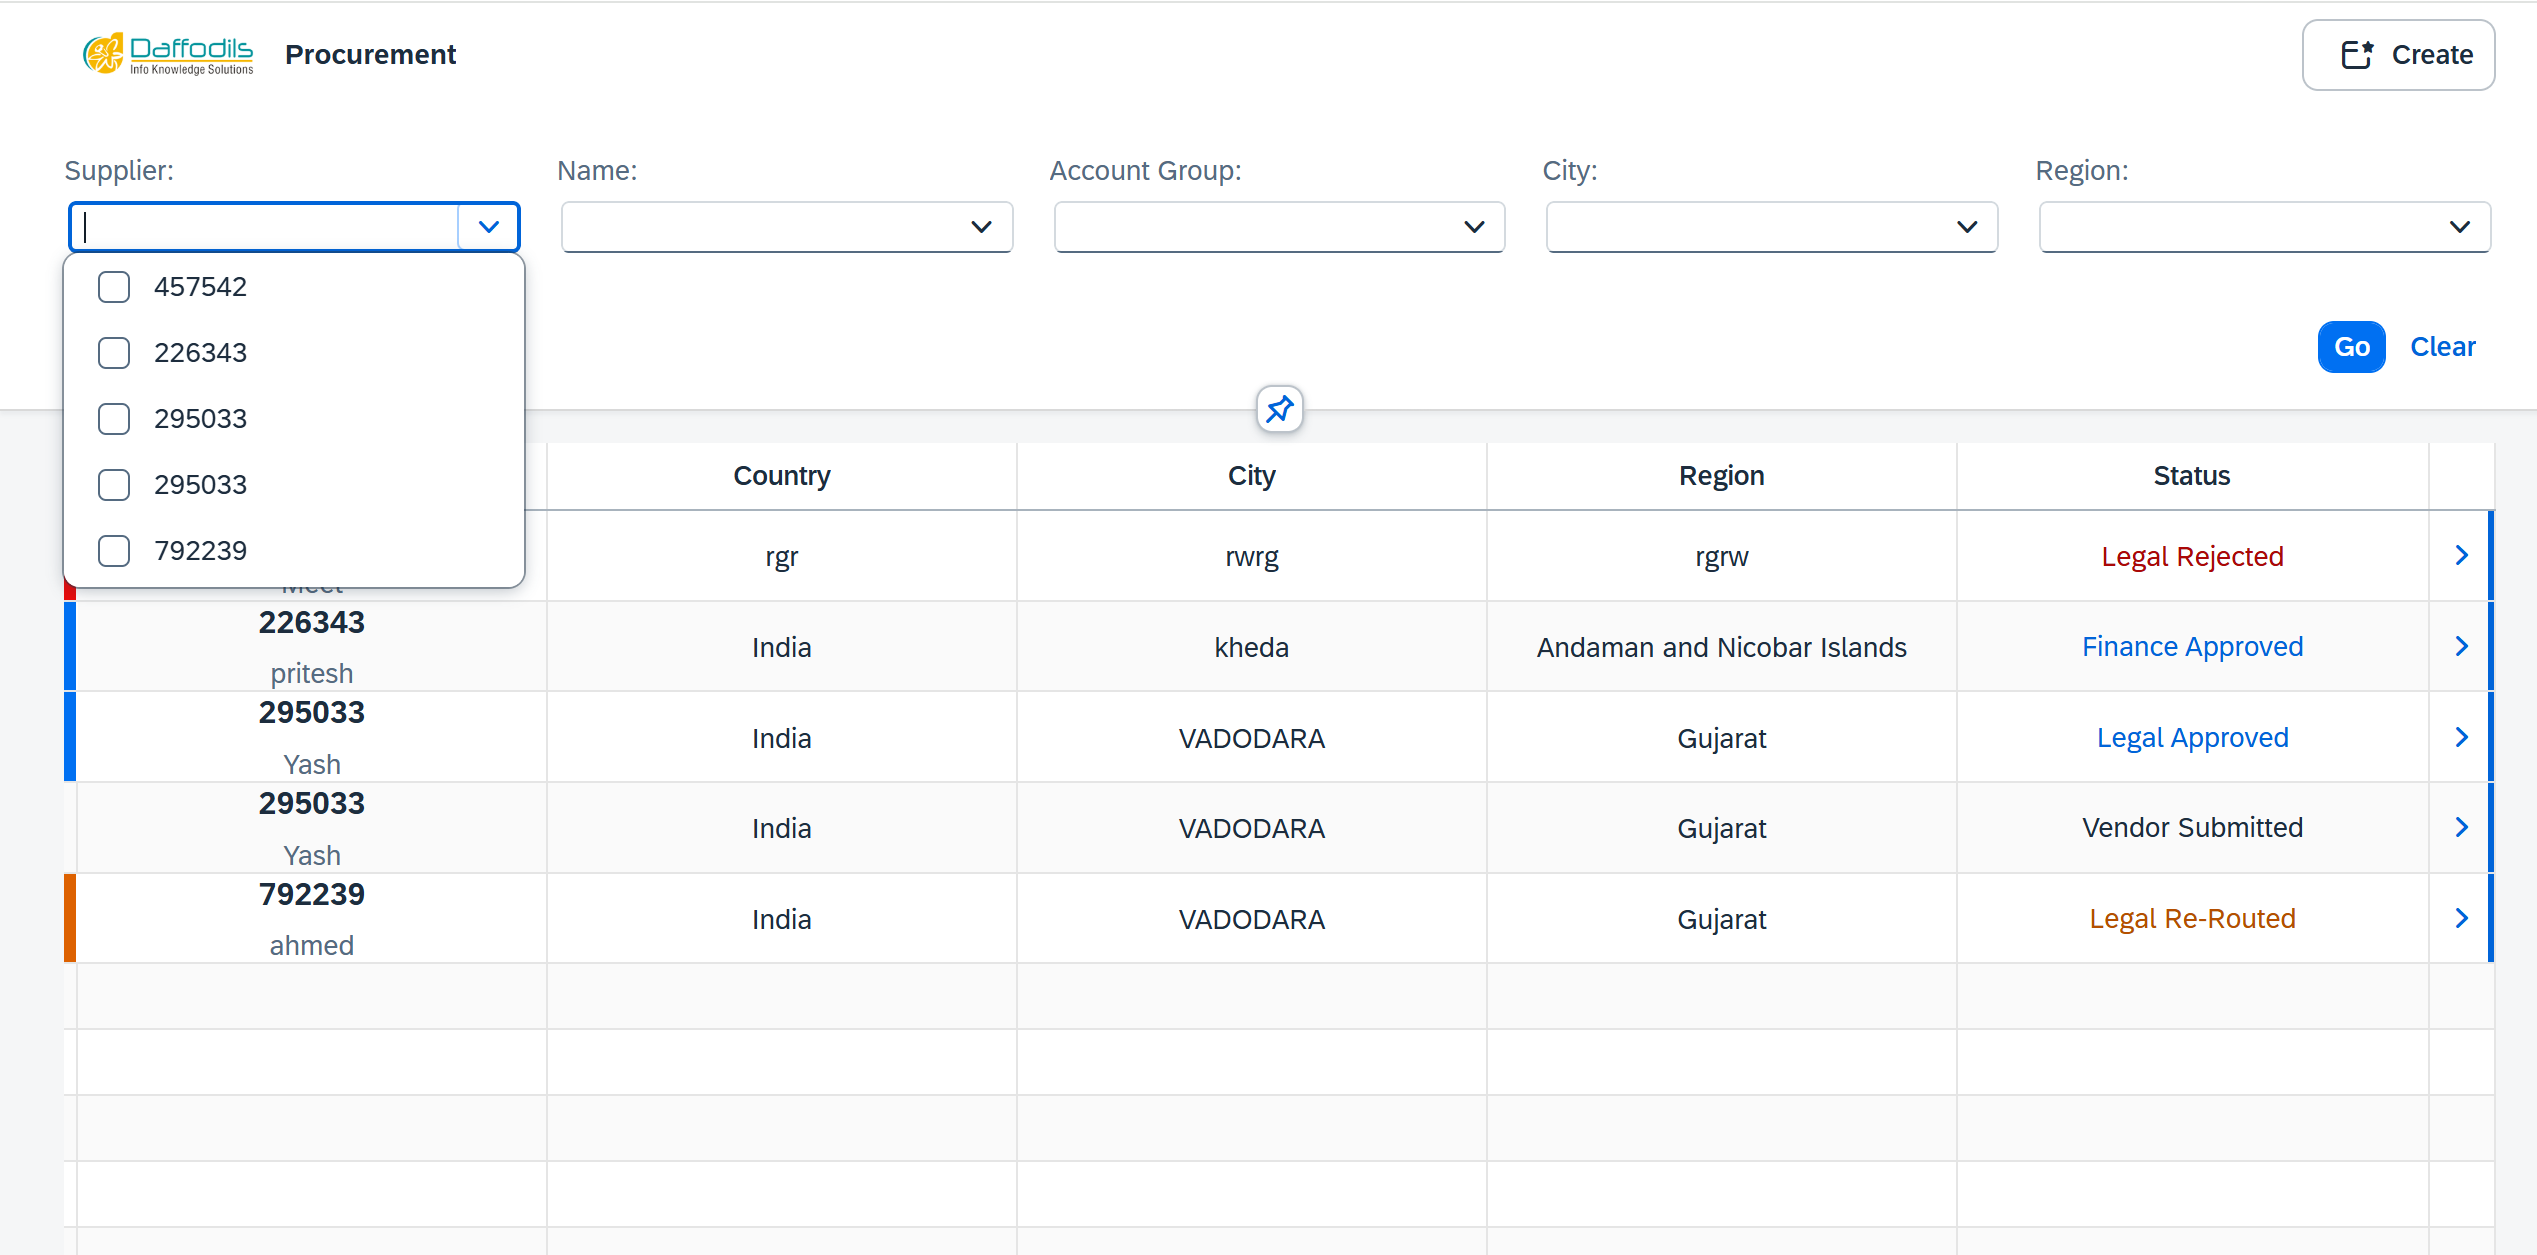 Daffodils
Info Knowledge Solutions
Procurement
Create
Supplier:
Name:
Account Group:
City:
Region:
457542
226343
295033
295033
792239
Go
Clear
Country
City
Region
Status
rgr
rwrg
rgrw
Legal Rejected
Meet
226343
pritesh
India
kheda
Andaman and Nicobar Islands
Finance Approved
295033
Yash
India
VADODARA
Gujarat
Legal Approved
295033
Yash
India
VADODARA
Gujarat
Vendor Submitted
792239
ahmed
India
VADODARA
Gujarat
Legal Re-Routed